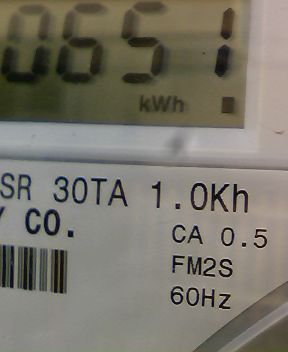 0651
kWh
SR 30TA 1.0Kh
Y CO.
CA 0.5
FM2S
60Hz